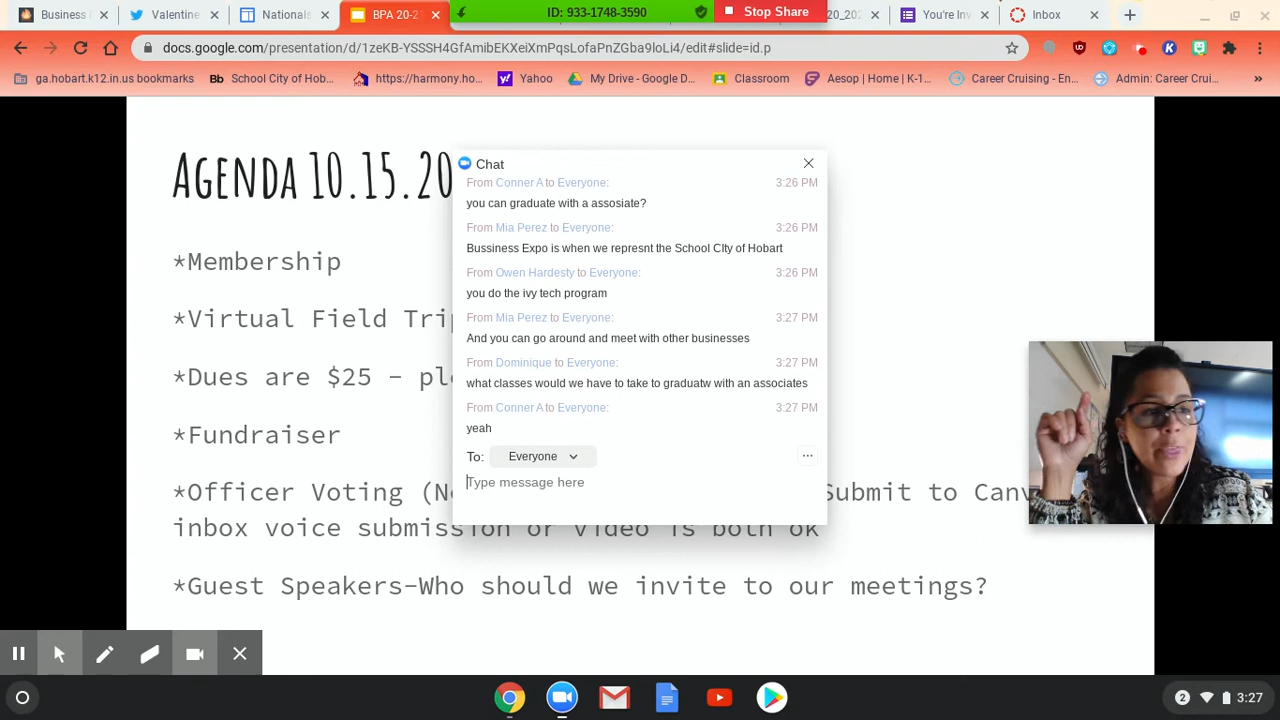 Business
Valentine
Nationals
BPA 20-21
ID: 933-1748-3590
Stop Share
20_202
You're Inv
Inbox
docs.google.com/presentation/d/1zeKB-YSSSH4GfAmibEKXeiXmPqsLofaPnZGba9loLi4/edit#slide=id.p
ga.hobart.k12.in.us bookmarks
Bb School City of Hob...
https://harmony.ho...
Yahoo
My Drive - Google D...
Classroom
Aesop | Home | K-1...
Career Cruising - En...
Admin: Career Crui...
»
Agenda 10.15.20
*Membership
*Virtual Field Trip
*Dues are $25 -
*Fundraiser
*Officer Voting
Submit to
inbox voice submission or video is both ok
*Guest Speakers-Who should we invite to our meetings?
Chat
From Conner A to Everyone: 3:26 PM
you can graduate with a assosiate?
From Mia Perez to Everyone: 3:26 PM
Bussiness Expo is when we represnt the School CIty of Hobart
From Owen Hardesty to Everyone: 3:26 PM
you do the ivy tech program
From Mia Perez to Everyone: 3:27 PM
And you can go around and meet with other businesses
From Dominique to Everyone: 3:27 PM
what classes would we have to take to graduatw with an associates
From Conner A to Everyone: 3:27 PM
yeah
To: Everyone
Type message here
2
3:27